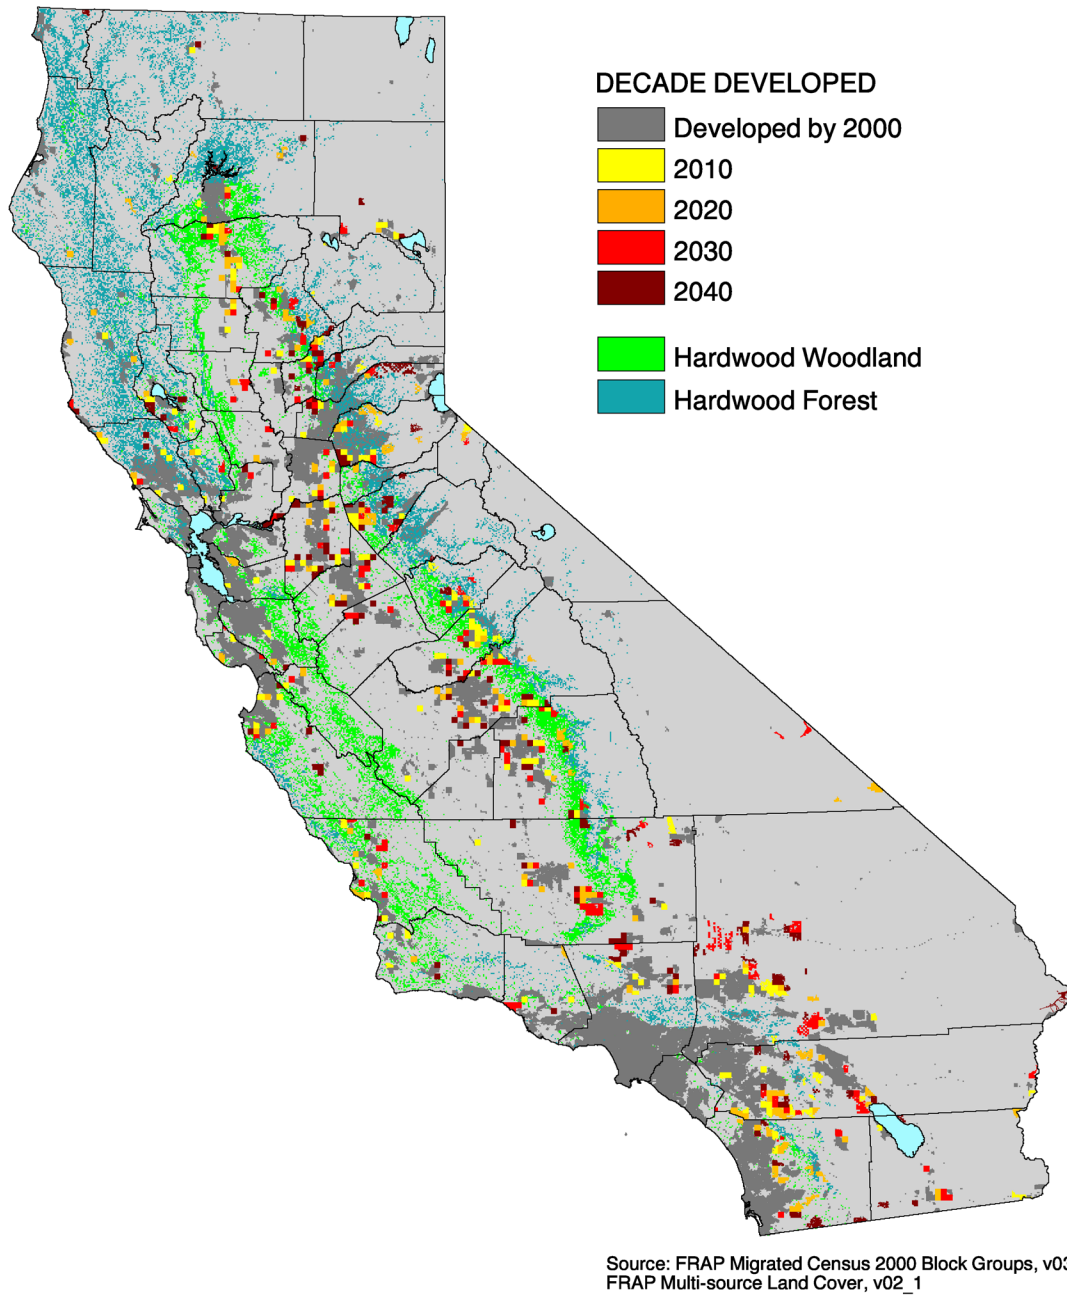 DECADE DEVELOPED
Developed by 2000
2010
2020
2030
2040
Hardwood Woodland
Hardwood Forest
Source: FRAP Migrated Census 2000 Block Groups, v03
FRAP Multi-source Land Cover, v02_1